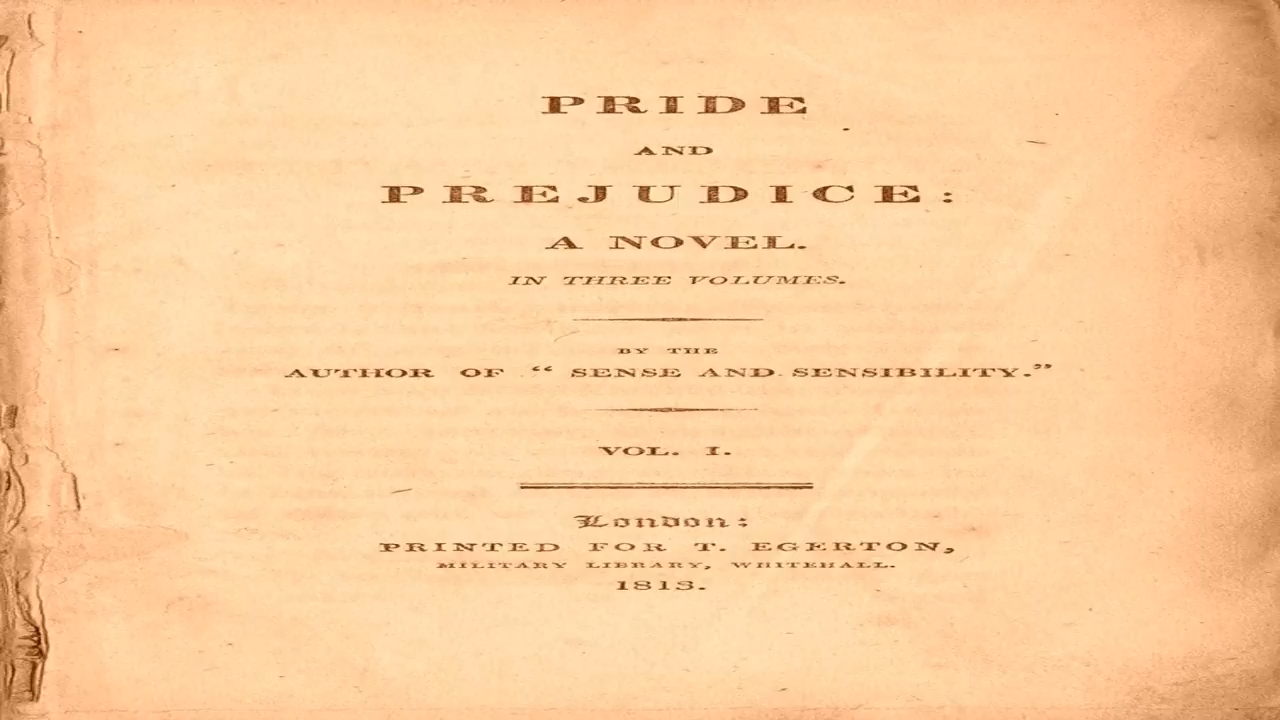 PRIDE
AND
PREJUDICE:
A NOVEL.
IN THREE VOLUMES.
BY THE
AUTHOR OF “ SENSE AND SENSIBILITY.”
VOL. I.
London:
PRINTED FOR T. EGERTON,
MILITARY LIBRARY, WHITEHALL.
1813.